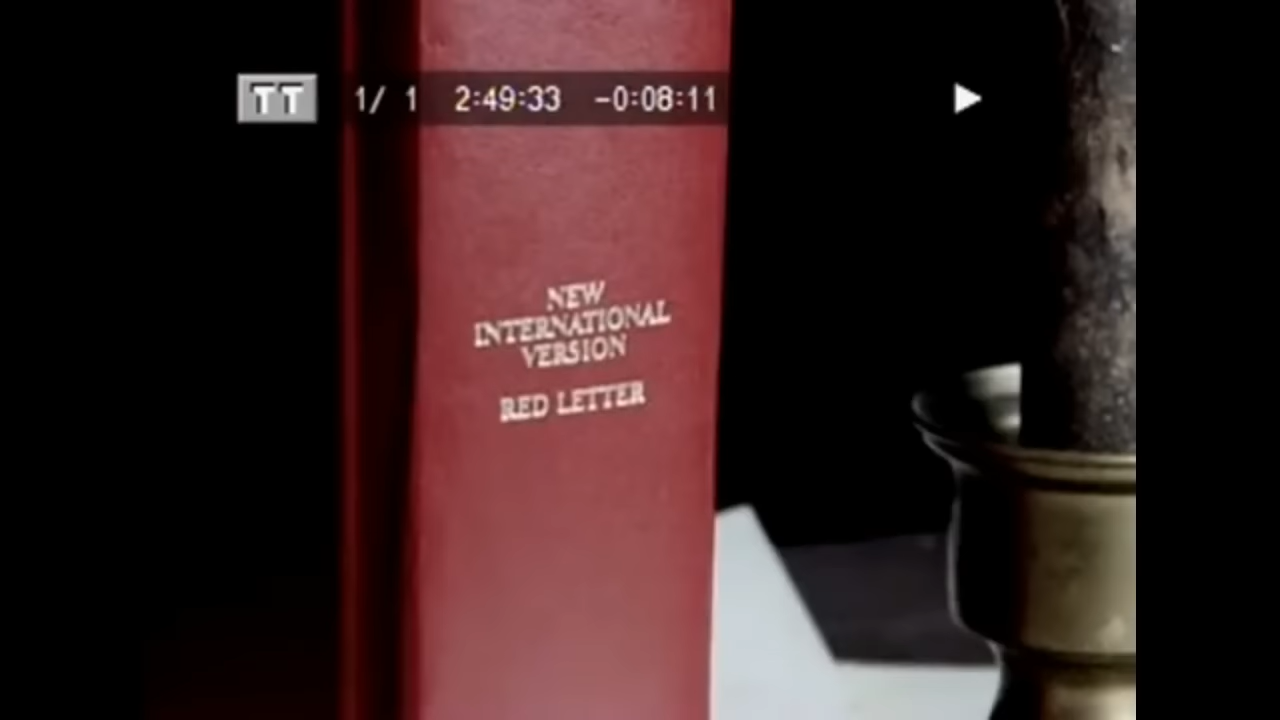 TT 1/ 1 2:49:33 -0:08:11
NEW
INTERNATIONAL
VERSION
RED LETTER